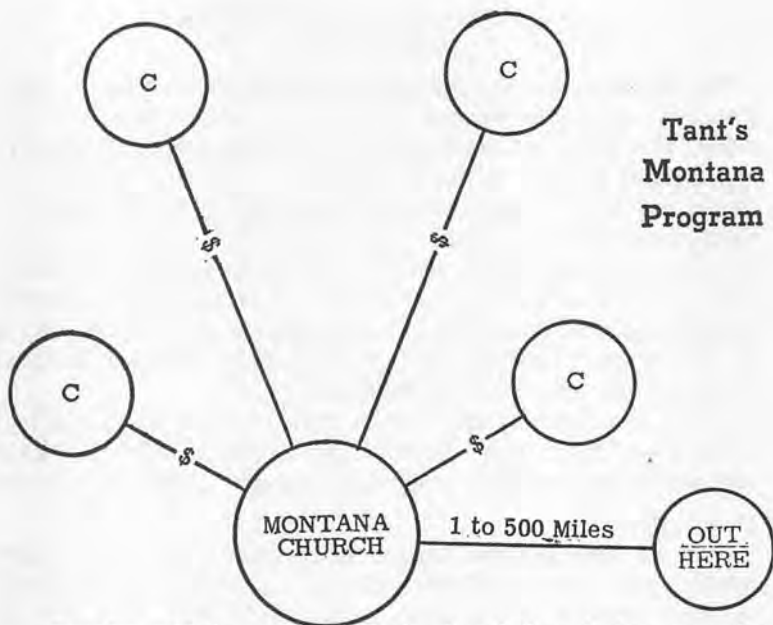 C
C
Tant's
Montana
Program
$
$
C
C
$
$
MONTANA
CHURCH
1 to 500 Miles
OUT
HERE